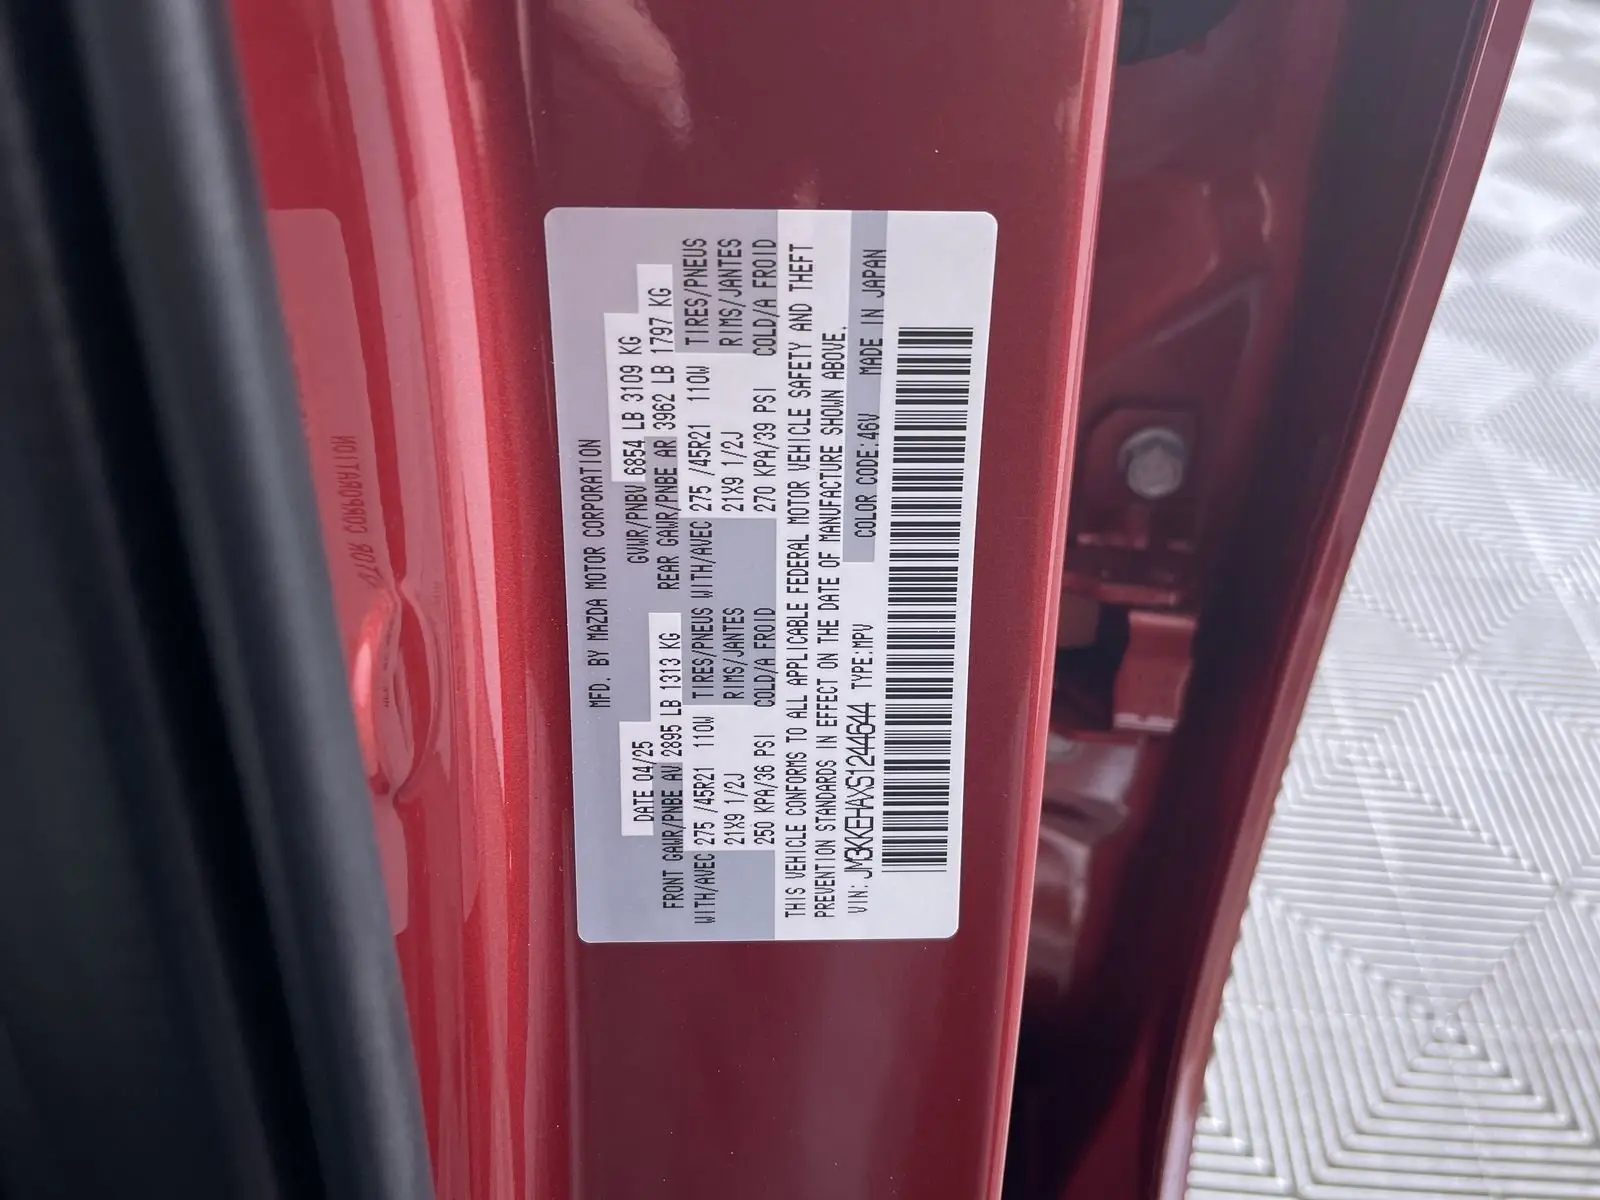 MFD. BY MAZDA MOTOR CORPORATION
DATE 04/25 GVWR/PNBV 6854 LB 3109 KG
FRONT GAWR/PNBE AV 2895 LB 1313 KG REAR GAWR/PNBE AR 3962 LB 1797 KG
WITH/AVEC 275 /45R21 110W TIRES/PNEUS WITH/AVEC 275 /45R21 110W TIRES/PNEUS
21X9 1/2J RIMS/JANTES 21X9 1/2J RIMS/JANTES
250 KPA/36 PSI COLD/A FROID 270 KPA/39 PSI COLD/A FROID
THIS VEHICLE CONFORMS TO ALL APPLICABLE FEDERAL MOTOR VEHICLE SAFETY AND THEFT
PREVENTION STANDARDS IN EFFECT ON THE DATE OF MANUFACTURE SHOWN ABOVE.
VIN: JM3KKEHAXS1244644 TYPE:MPV COLOR CODE:46V MADE IN JAPAN